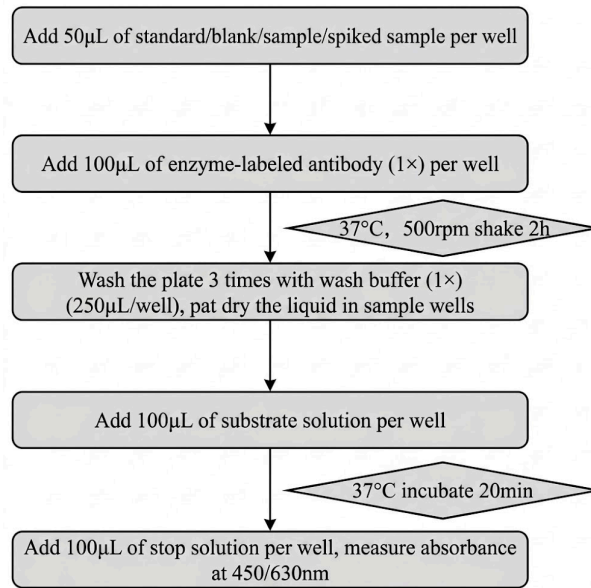 Add 50μL of standard/blank/sample/spiked sample per well
Add 100μL of enzyme-labeled antibody (1×) per well
37°C, 500rpm shake 2h
Wash the plate 3 times with wash buffer (1×)
(250μL/well), pat dry the liquid in sample wells
Add 100μL of substrate solution per well
37°C incubate 20min
Add 100μL of stop solution per well, measure absorbance
at 450/630nm